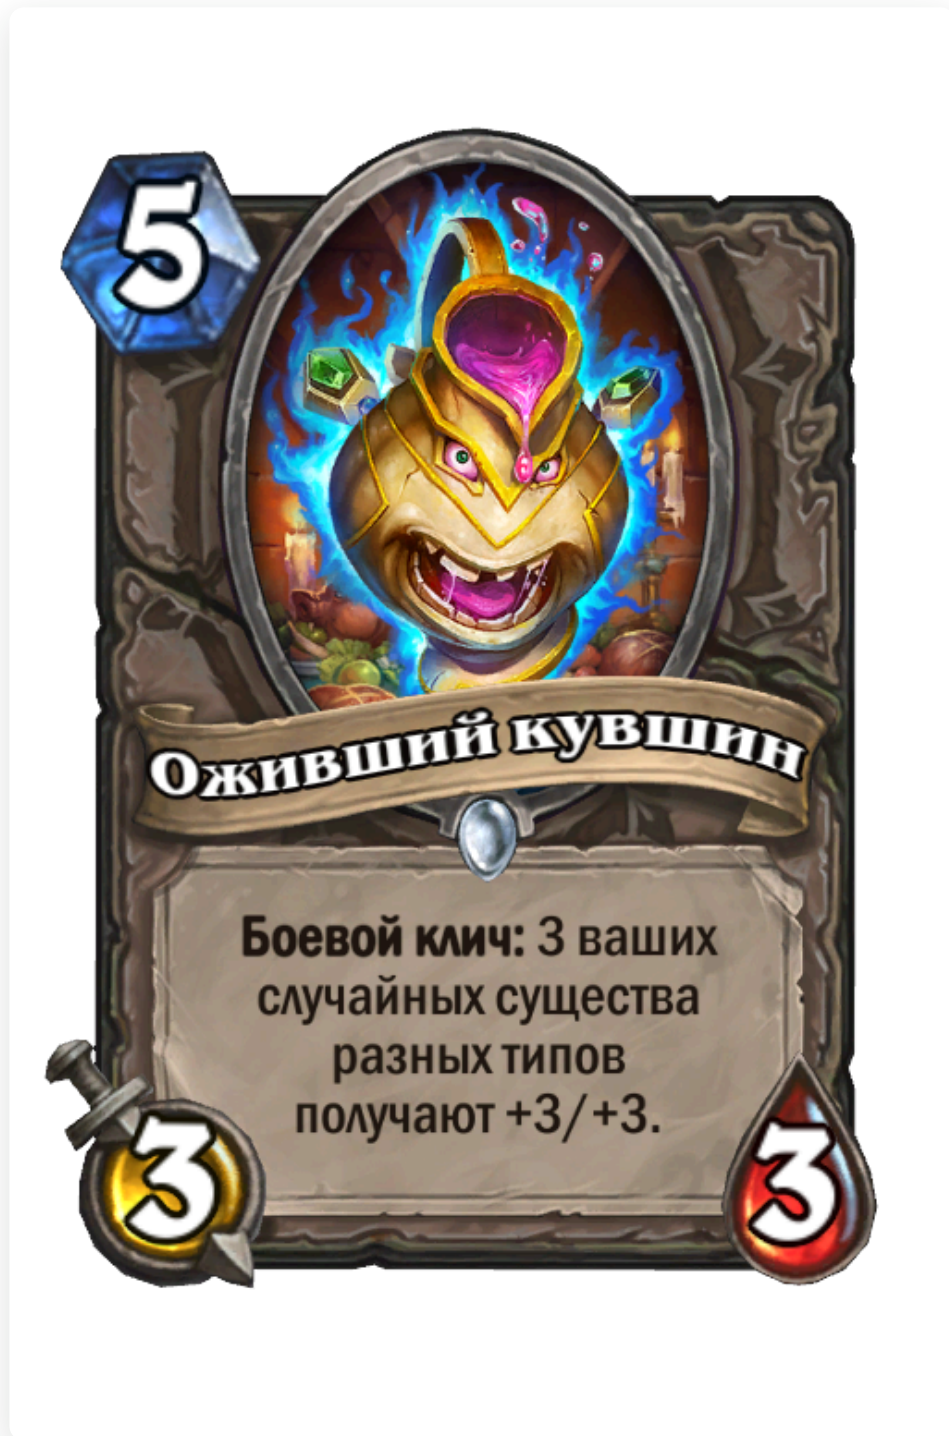 5
Оживший кувшин
Боевой клич: 3 ваших
случайных существа
разных типов
получают +3/+3.
3
3